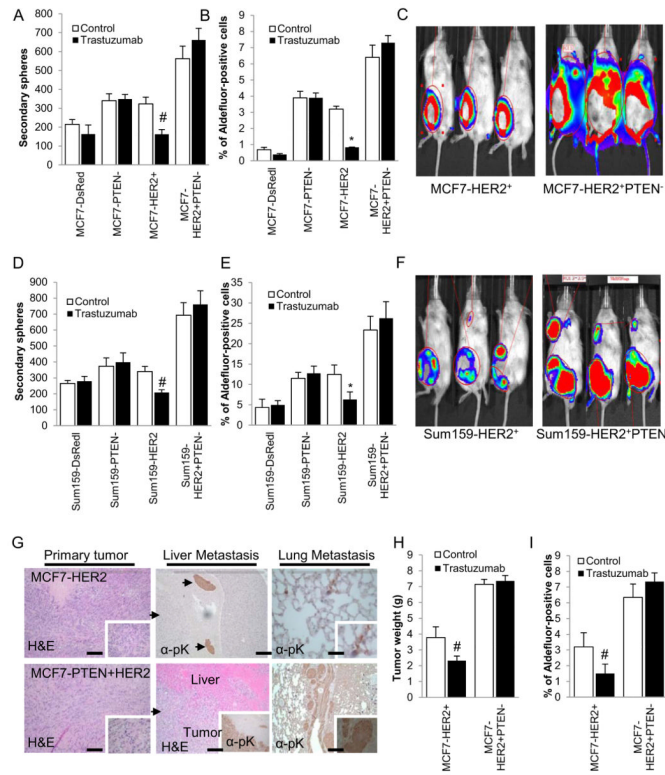 A
Secondary spheres
800
700
600
500
400
300
200
100
0
Control
Trastuzumab
#
MCF7-DsRed
MCF7-PTEN-
MCF7-HER2+
MCF7-
HER2+PTEN-
B
% of Aldefluor-positive cells
9
8
7
6
5
4
3
2
1
0
Control
Trastuzumab
*
MCF7-DsRedl
MCF7-PTEN-
MCF7-HER2
MCF7-
HER2+PTEN-
C
MCF7-HER2+
MCF7-HER2+PTEN-
D
Secondary spheres
900
800
700
600
500
400
300
200
100
0
Control
Trastuzumab
#
Sum159-DsRedl
Sum159-PTEN-
Sum159-HER2
Sum159-
HER2+PTEN-
E
% of Aldefluor-positive cells
35
30
25
20
15
10
5
0
Control
Trastuzumab
*
Sum159-DsRedl
Sum159-PTEN-
Sum159-HER2
Sum159-
HER2+PTEN-
F
Sum159-HER2+
Sum159-HER2+PTEN
G
Primary tumor
Liver Metastasis
Lung Metastasis
MCF7-HER2
H&E
α-pK
α-pK
MCF7-PTEN+HER2
H&E
Liver
Tumor
H&E
α-pK
α-pK
H
Tumor weight (g)
9
8
7
6
5
4
3
2
1
0
Control
Trastuzumab
#
MCF7-HER2+
MCF7-
HER2+PTEN-
I
% of Aldefluor-positive cells
9
8
7
6
5
4
3
2
1
0
Control
Trastuzumab
#
MCF7-HER2+
MCF7-
HER2+PTEN-